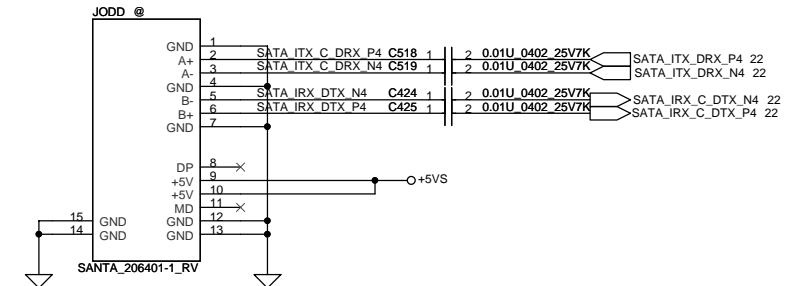 JODD @
GND 1
A+ 2 SATA_ITX_C_DRX_P4 C518 1 2 0.01U_0402_25V7K SATA_ITX_DRX_P4 22
A- 3 SATA_ITX_C_DRX_N4 C519 1 2 0.01U_0402_25V7K SATA_ITX_DRX_N4 22
GND 4
B- 5 SATA_IRX_DTX_N4 C424 1 2 0.01U_0402_25V7K SATA_IRX_C_DTX_N4 22
B+ 6 SATA_IRX_DTX_P4 C425 1 2 0.01U_0402_25V7K SATA_IRX_C_DTX_P4 22
GND 7
DP 8
+5V 9 +5VS
+5V 10
MD 11
15 GND GND 12
14 GND GND 13
SANTA_206401-1_RV